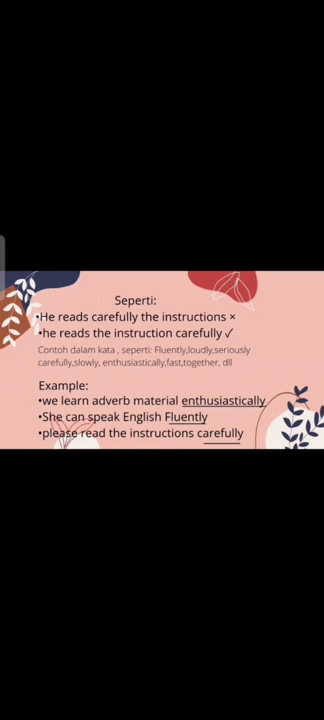 Seperti:
•He reads carefully the instructions ×
•he reads the instruction carefully ✓
Contoh dalam kata , seperti: Fluently,loudly,seriously
carefully,slowly, enthusiastically,fast,together, dll
Example:
•we learn adverb material enthusiastically
•She can speak English Fluently
•please read the instructions carefully